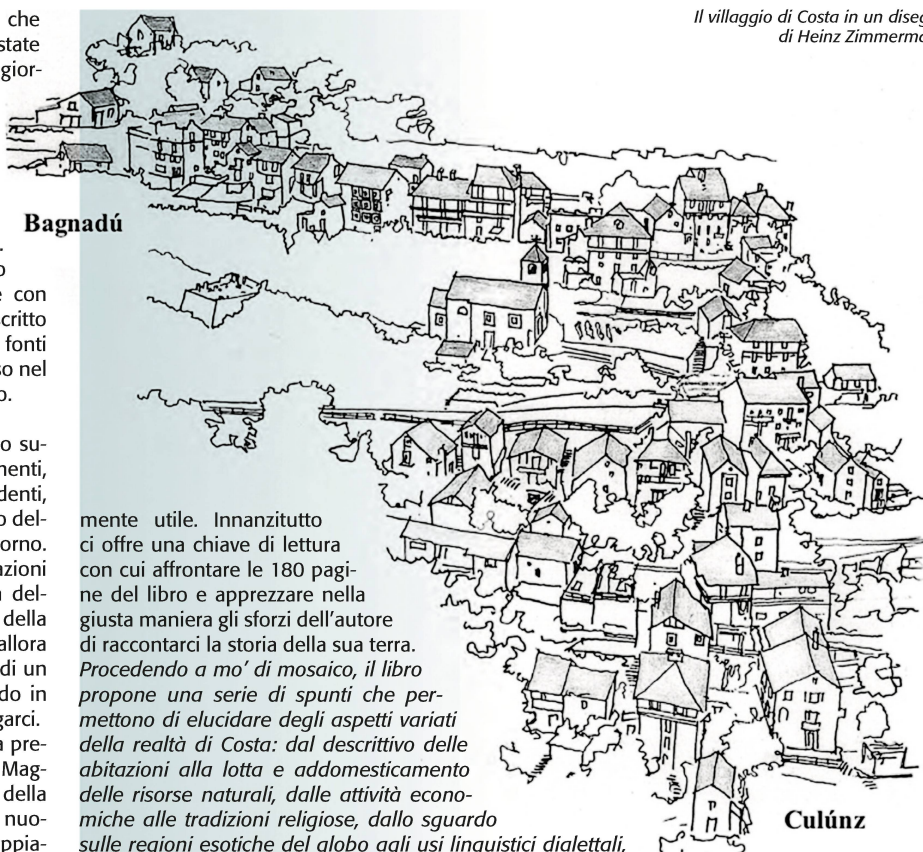 che
state
gior-
Il villaggio di Costa in un diseg
di Heinz Zimmerma
Bagnadú
o
e con
scritto
fonti
so nel
o.
o su-
nenti,
denti,
o del-
orno.
azioni
a del-
della
allora
di un
do in
garci.
a pre-
Mag-
della
nuo-
ppia-
mente utile. Innanzitutto
ci offre una chiave di lettura
con cui affrontare le 180 pagi-
ne del libro e apprezzare nella
giusta maniera gli sforzi dell'autore
di raccontarci la storia della sua terra.
Procedendo a mo' di mosaico, il libro
propone una serie di spunti che per-
mettono di elucidare degli aspetti variati
della realtà di Costa: dal descrittivo delle
abitazioni alla lotta e addomesticamento
delle risorse naturali, dalle attività econo-
miche alle tradizioni religiose, dallo sguardo
sulle regioni esotiche del globo agli usi linguistici dialettali,
Culúnz